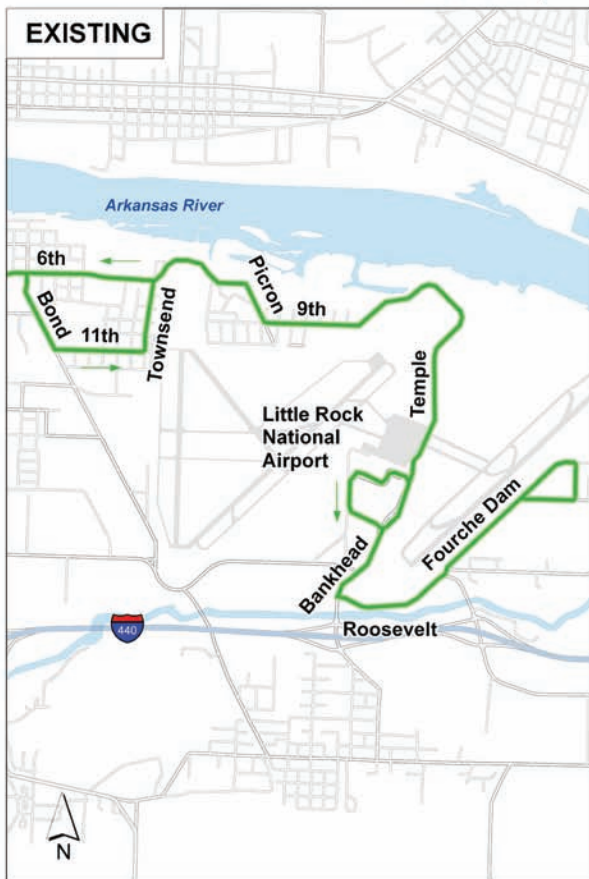 EXISTING
Arkansas River
6th
Picron
9th
Bond
11th
Townsend
Temple
Little Rock
National
Airport
Fourche Dam
Bankhead
Roosevelt
440
N